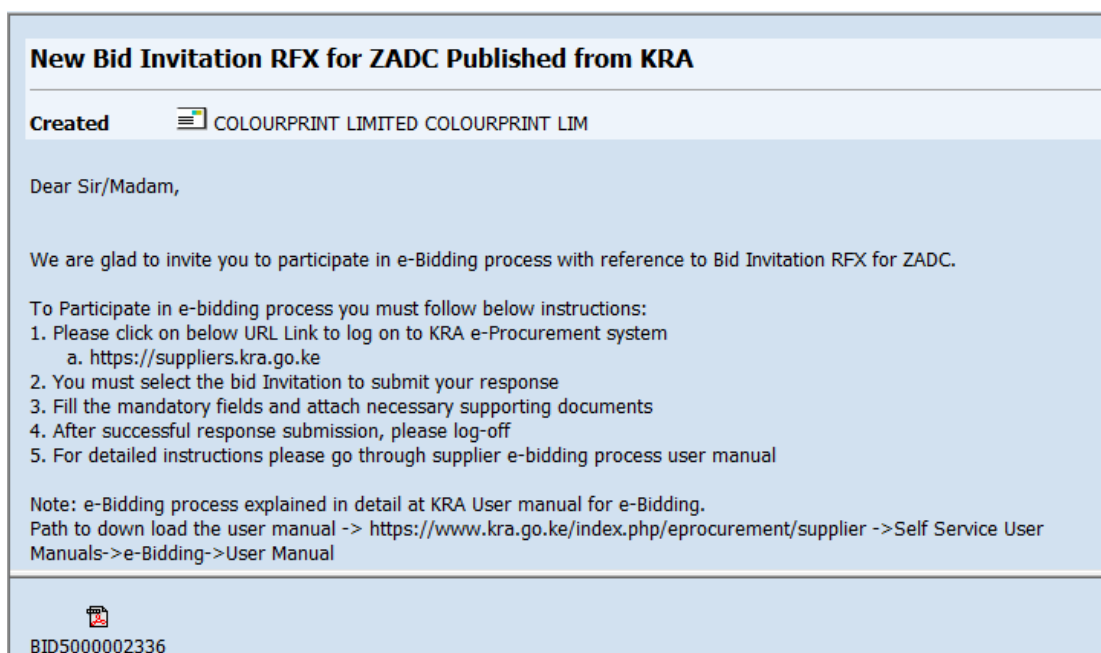 New Bid Invitation RFX for ZADC Published from KRA
Created COLOURPRINT LIMITED COLOURPRINT LIM
Dear Sir/Madam,
We are glad to invite you to participate in e-Bidding process with reference to Bid Invitation RFX for ZADC.
To Participate in e-bidding process you must follow below instructions:
1. Please click on below URL Link to log on to KRA e-Procurement system
a. https://suppliers.kra.go.ke
2. You must select the bid Invitation to submit your response
3. Fill the mandatory fields and attach necessary supporting documents
4. After successful response submission, please log-off
5. For detailed instructions please go through supplier e-bidding process user manual
Note: e-Bidding process explained in detail at KRA User manual for e-Bidding.
Path to down load the user manual -> https://www.kra.go.ke/index.php/eprocurement/supplier ->Self Service User
Manuals->e-Bidding->User Manual
BID5000002336